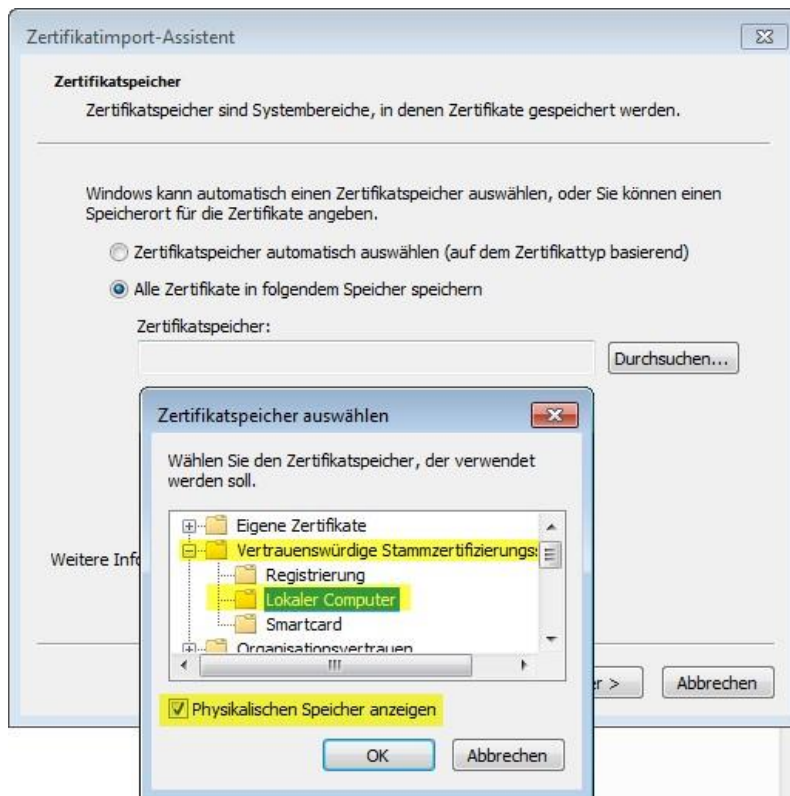 Zertifikatimport-Assistent
Zertifikatspeicher
Zertifikatspeicher sind Systembereiche, in denen Zertifikate gespeichert werden.
Windows kann automatisch einen Zertifikatspeicher auswählen, oder Sie können einen
Speicherort für die Zertifikate angeben.
Zertifikatspeicher automatisch auswählen (auf dem Zertifikattyp basierend)
Alle Zertifikate in folgendem Speicher speichern
Zertifikatspeicher:
Durchsuchen...
Zertifikatspeicher auswählen
Wählen Sie den Zertifikatspeicher, der verwendet
werden soll.
Eigene Zertifikate
Vertrauenswürdige Stammzertifizierungs
Registrierung
Lokaler Computer
Smartcard
Organisationsvertrauen
Weitere Info
Physikalischen Speicher anzeigen
OK
Abbrechen
r >
Abbrechen